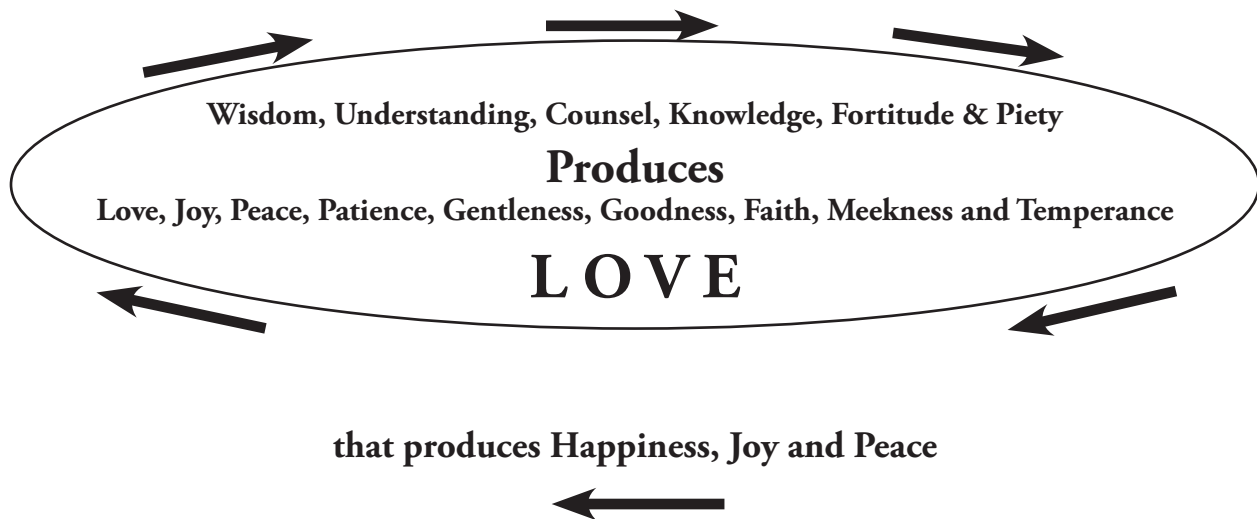 Wisdom, Understanding, Counsel, Knowledge, Fortitude & Piety
Produces
Love, Joy, Peace, Patience, Gentleness, Goodness, Faith, Meekness and Temperance
LOVE
that produces Happiness, Joy and Peace